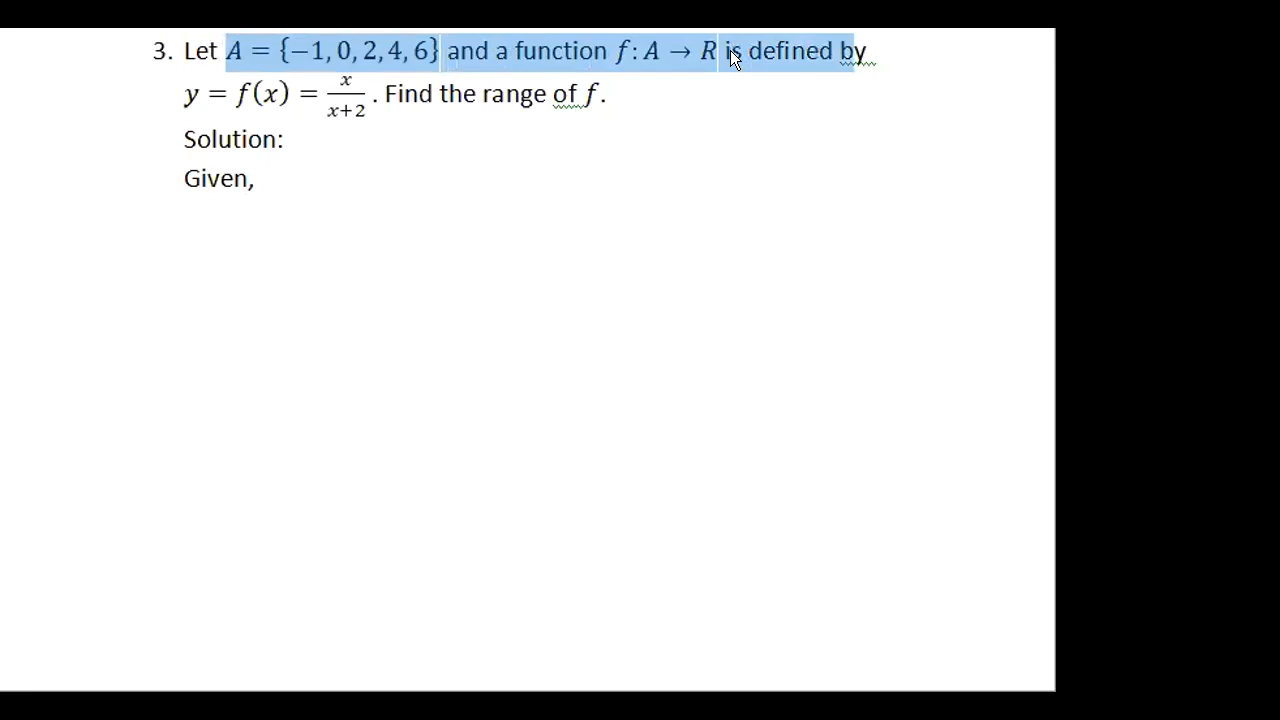 3. Let A = {−1, 0, 2, 4, 6} and a function f: A → R is defined by
y = f(x) = x/(x+2) . Find the range of f.
Solution:
Given,